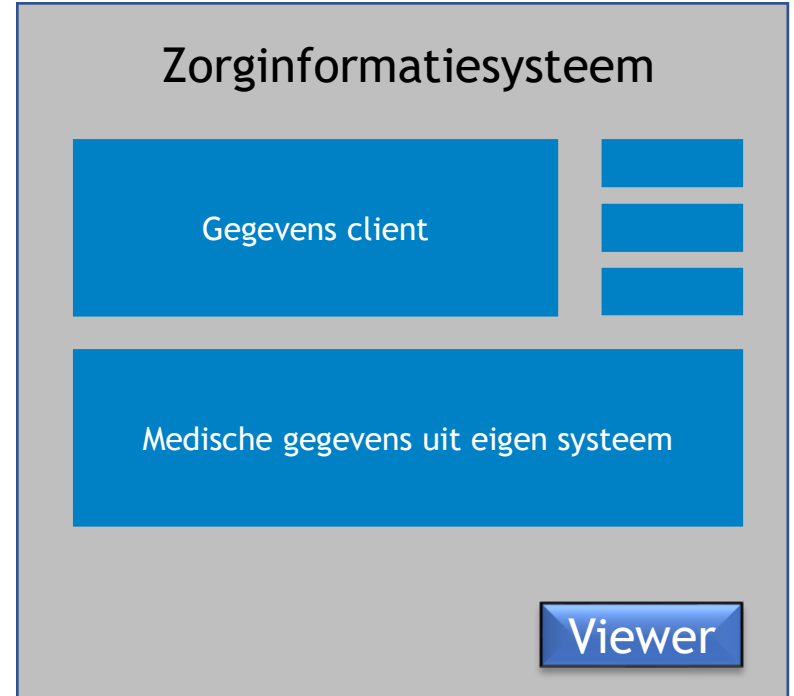 Zorginformatiesysteem
Gegevens client
Medische gegevens uit eigen systeem
Viewer